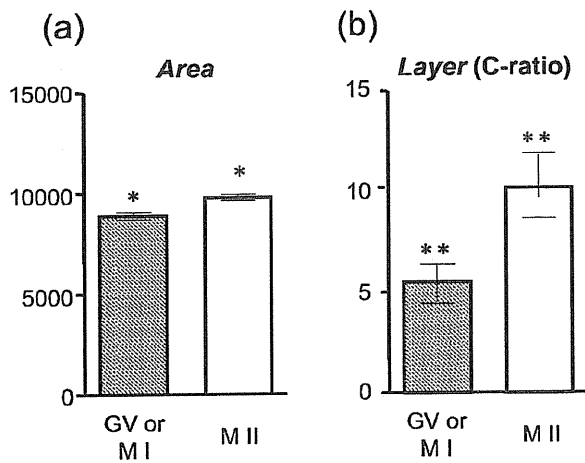 (a)
Area
15000
10000
5000
0
*
*
GV or
M I
M II
(b)
Layer (C-ratio)
15
10
5
0
**
**
GV or
M I
M II